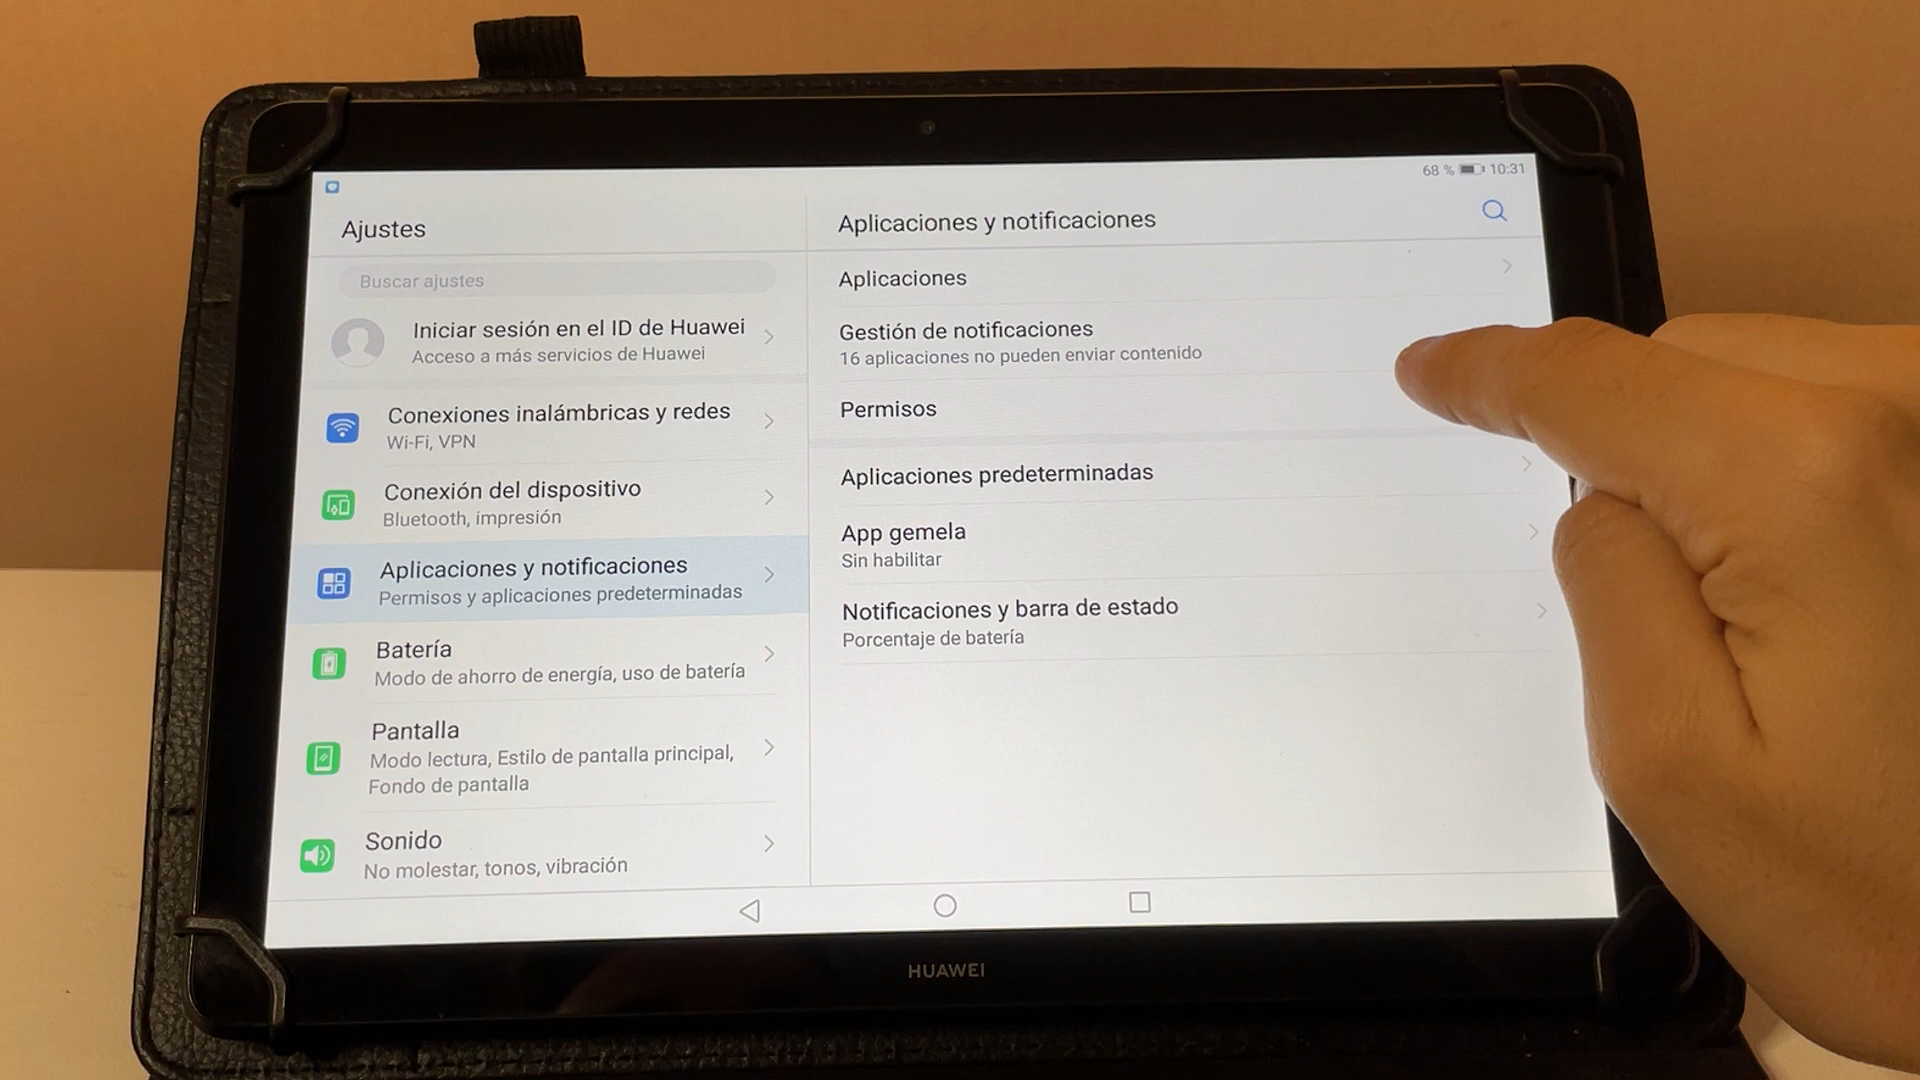 68 % 10:31
Ajustes
Buscar ajustes
Iniciar sesión en el ID de Huawei
Acceso a más servicios de Huawei
Conexiones inalámbricas y redes
Wi-Fi, VPN
Conexión del dispositivo
Bluetooth, impresión
Aplicaciones y notificaciones
Permisos y aplicaciones predeterminadas
Batería
Modo de ahorro de energía, uso de batería
Pantalla
Modo lectura, Estilo de pantalla principal,
Fondo de pantalla
Sonido
No molestar, tonos, vibración
Aplicaciones y notificaciones
Aplicaciones
Gestión de notificaciones
16 aplicaciones no pueden enviar contenido
Permisos
Aplicaciones predeterminadas
App gemela
Sin habilitar
Notificaciones y barra de estado
Porcentaje de batería
HUAWEI